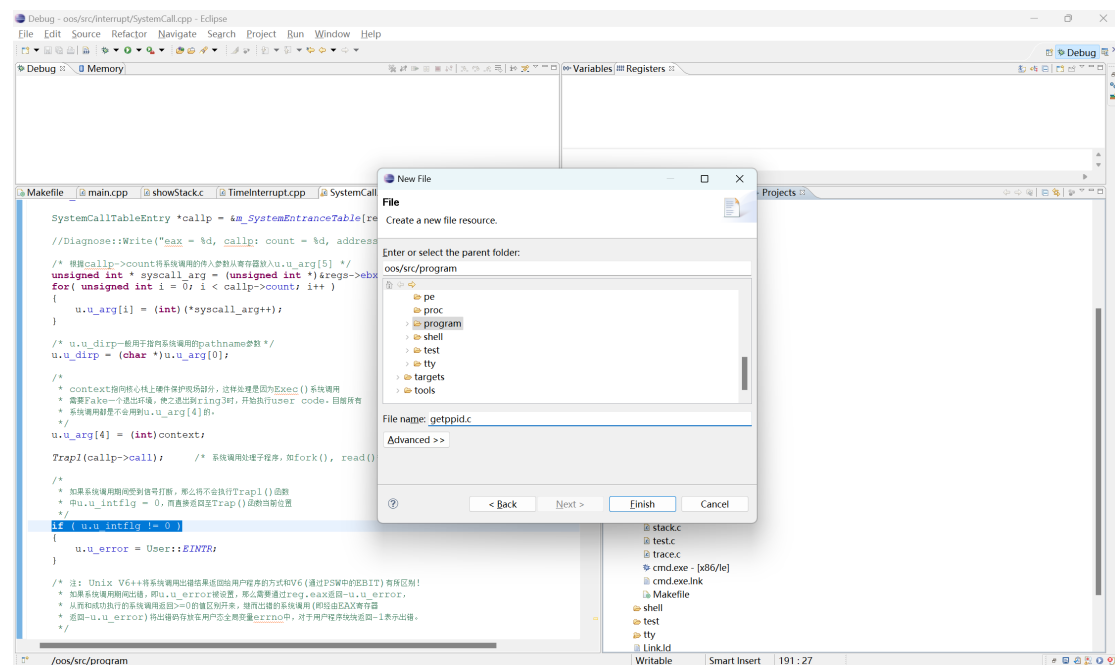 Debug - oos/src/interrupt/SystemCall.cpp - Eclipse
File Edit Source Refactor Navigate Search Project Run Window Help
Debug
Debug
Memory
Variables
Registers
Makefile
main.cpp
showStack.c
TimeInterrupt.cpp
SystemCall
Projects
SystemCallTableEntry *callp = &m_SystemEntranceTable[re
//Diagnose::Write("eax = %d, callp: count = %d, address
/* 根据callp->count将系统调用的传入参数从寄存器放入u.u_arg[5] */
unsigned int * syscall_arg = (unsigned int *)&regs->ebx
for( unsigned int i = 0; i < callp->count; i++ )
{
u.u_arg[i] = (int)(*syscall_arg++);
}
/* u.u_dirp一般用于指向系统调用的pathname参数 */
u.u_dirp = (char *)u.u_arg[0];
/*
* context指向核心栈上硬件保护现场部分，这样处理是因为Exec()系统调用
* 需要Fake一个退出环境，使之退出到ring3时，开始执行user code。目前所有
* 系统调用都是不会用到u.u_arg[4]的。
*/
u.u_arg[4] = (int)context;
Trap1(callp->call); /* 系统调用处理子程序，如fork(), read()
/*
* 如果系统调用期间受到信号打断，那么将不会执行Trap1()函数
* 中u.u_intflg = 0，而直接返回至Trap()函数当前位置
*/
if ( u.u_intflg != 0 )
{
u.u_error = User::EINTR;
}
/* 注: Unix V6++将系统调用出错结果返回给用户程序的方式和V6(通过PSW中的EBIT)有所区别！
* 如果系统调用期间出错，即u.u_error被设置，那么需要通过reg.eax返回-u.u_error，
* 从而和成功执行的系统调用返回>=0的值区别开来，继而出错的系统调用(即经由EAX寄存器
* 返回-u.u_error)将出错码存放在用户态全局变量errno中，对于用户程序统统返回-1表示出错。
*/
New File
File
Create a new file resource.
Enter or select the parent folder:
oos/src/program
pe
proc
program
shell
test
tty
targets
tools
File name: getppid.c
Advanced >>
< Back Next > Finish Cancel
stack.c
test.c
trace.c
cmd.exe - [x86/le]
cmd.exe.lnk
Makefile
shell
test
tty
Link.ld
/oos/src/program
Writable Smart Insert 191 : 27